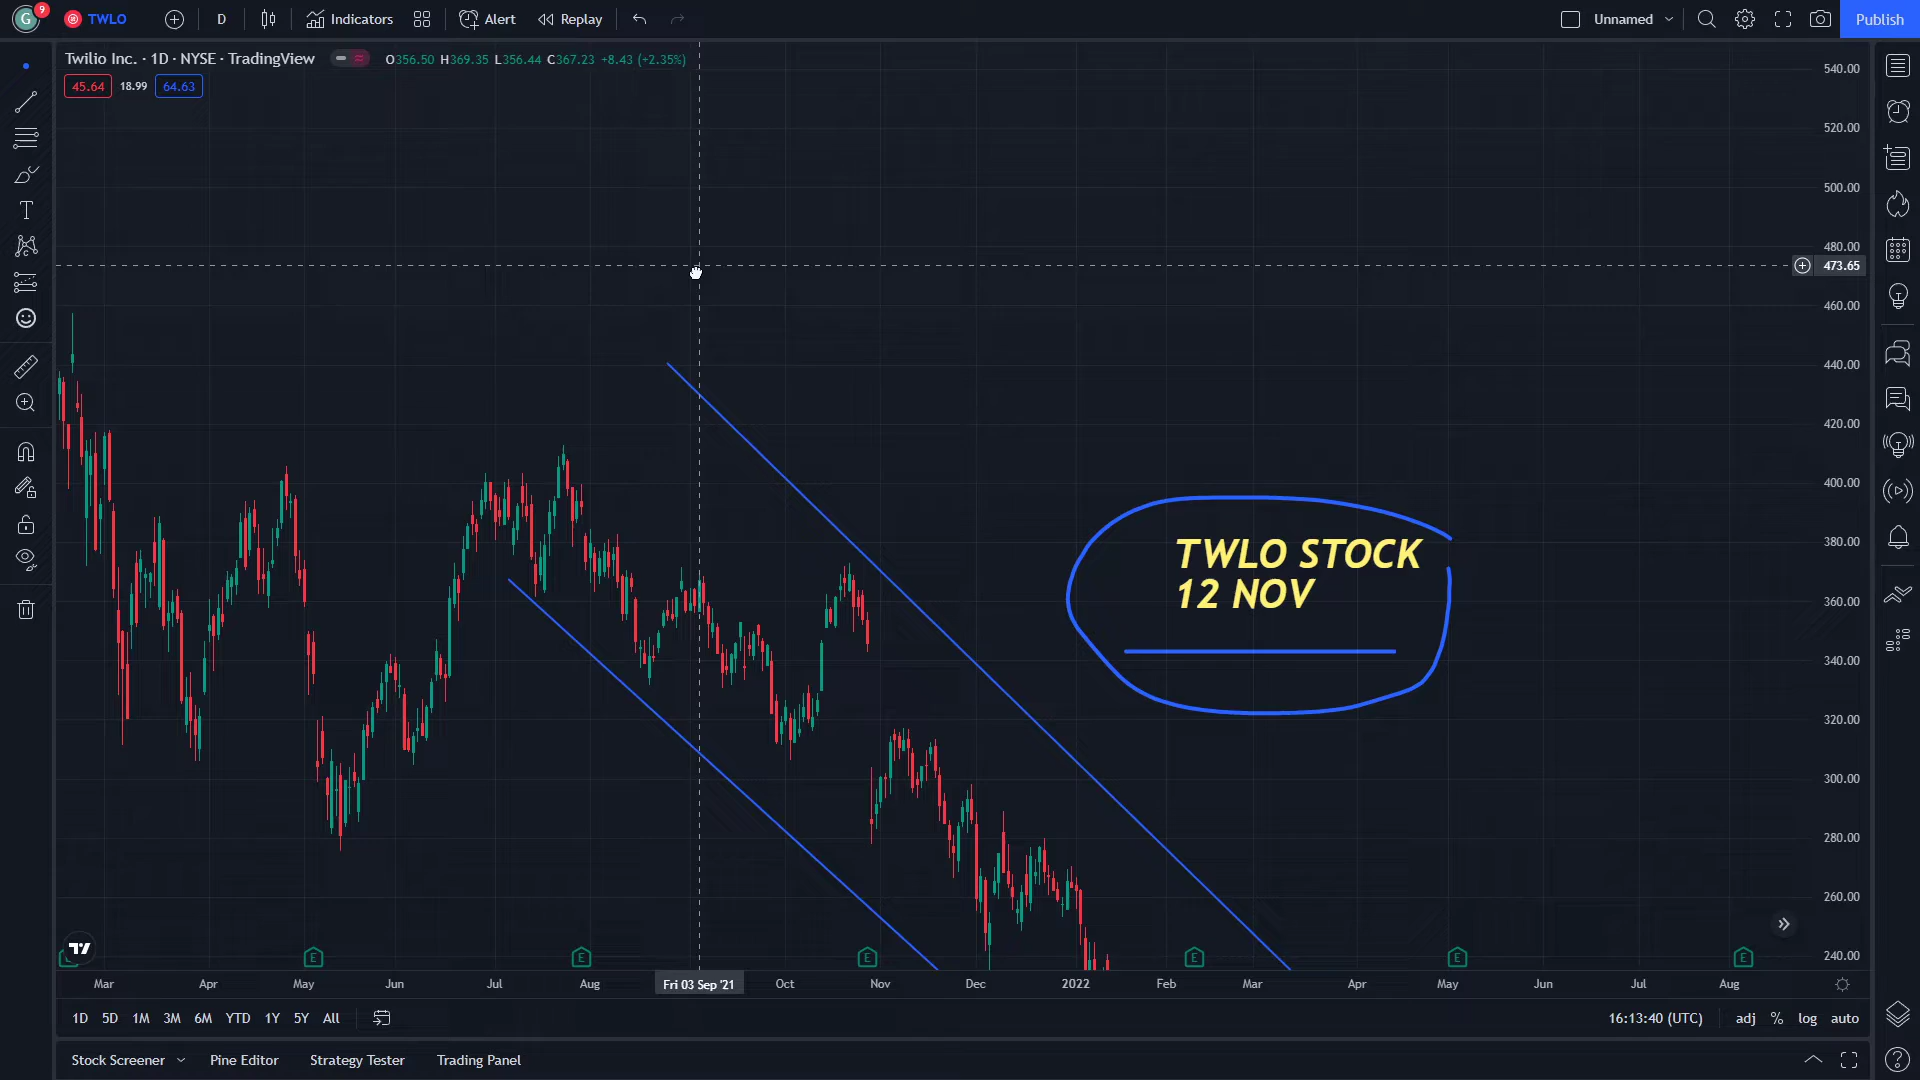 G 9 TWLO D Indicators Alert Replay Unnamed Publish
Twilio Inc. · 1D · NYSE · TradingView O356.50 H369.35 L356.44 C367.23 +8.43 (+2.35%)
45.64 18.99 64.63
540.00
520.00
500.00
480.00
473.65
460.00
440.00
420.00
400.00
380.00
360.00
340.00
320.00
300.00
280.00
260.00
240.00
TWLO STOCK
12 NOV
E E E E E E
Mar Apr May Jun Jul Aug Fri 03 Sep '21 Oct Nov Dec 2022 Feb Mar Apr May Jun Jul Aug
1D 5D 1M 3M 6M YTD 1Y 5Y All 16:13:40 (UTC) adj % log auto
Stock Screener Pine Editor Strategy Tester Trading Panel